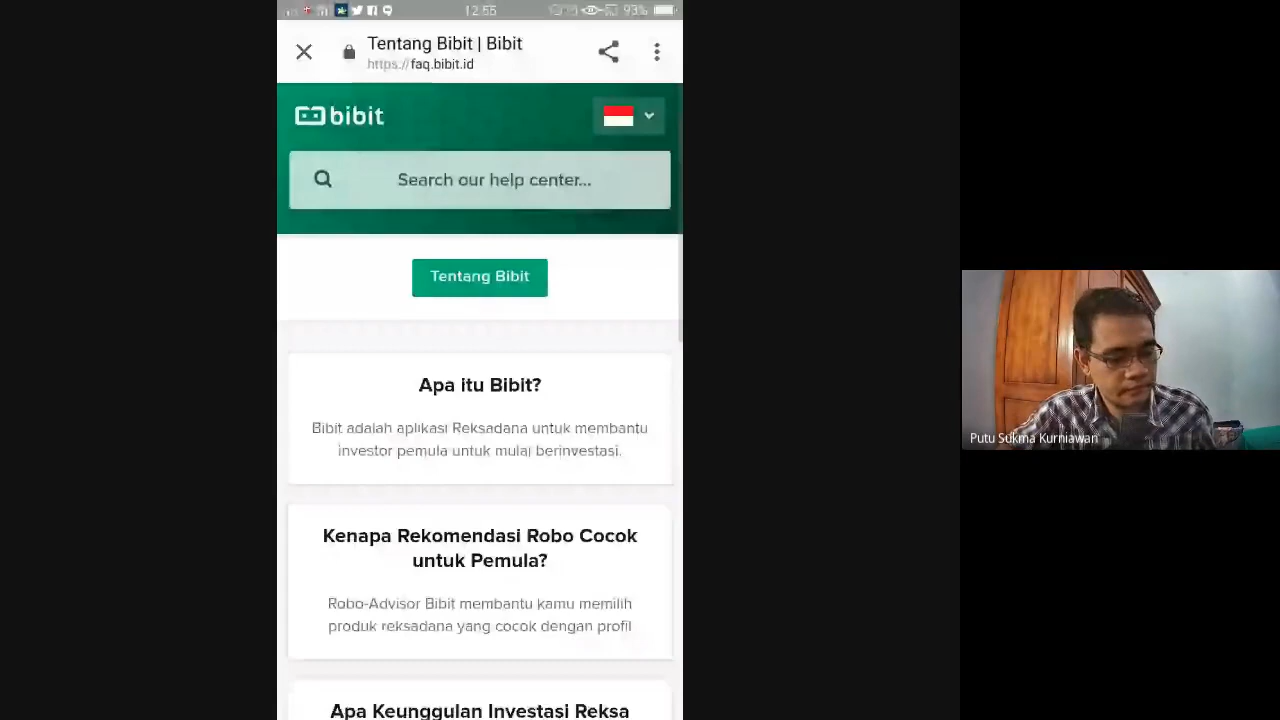 12:55
93%
Tentang Bibit | Bibit
https://faq.bibit.id
bibit
Search our help center...
Tentang Bibit
Apa itu Bibit?
Bibit adalah aplikasi Reksadana untuk membantu
investor pemula untuk mulai berinvestasi.
Kenapa Rekomendasi Robo Cocok
untuk Pemula?
Robo-Advisor Bibit membantu kamu memilih
produk reksadana yang cocok dengan profil
Apa Keunggulan Investasi Reksa
Putu Sukma Kurniawan